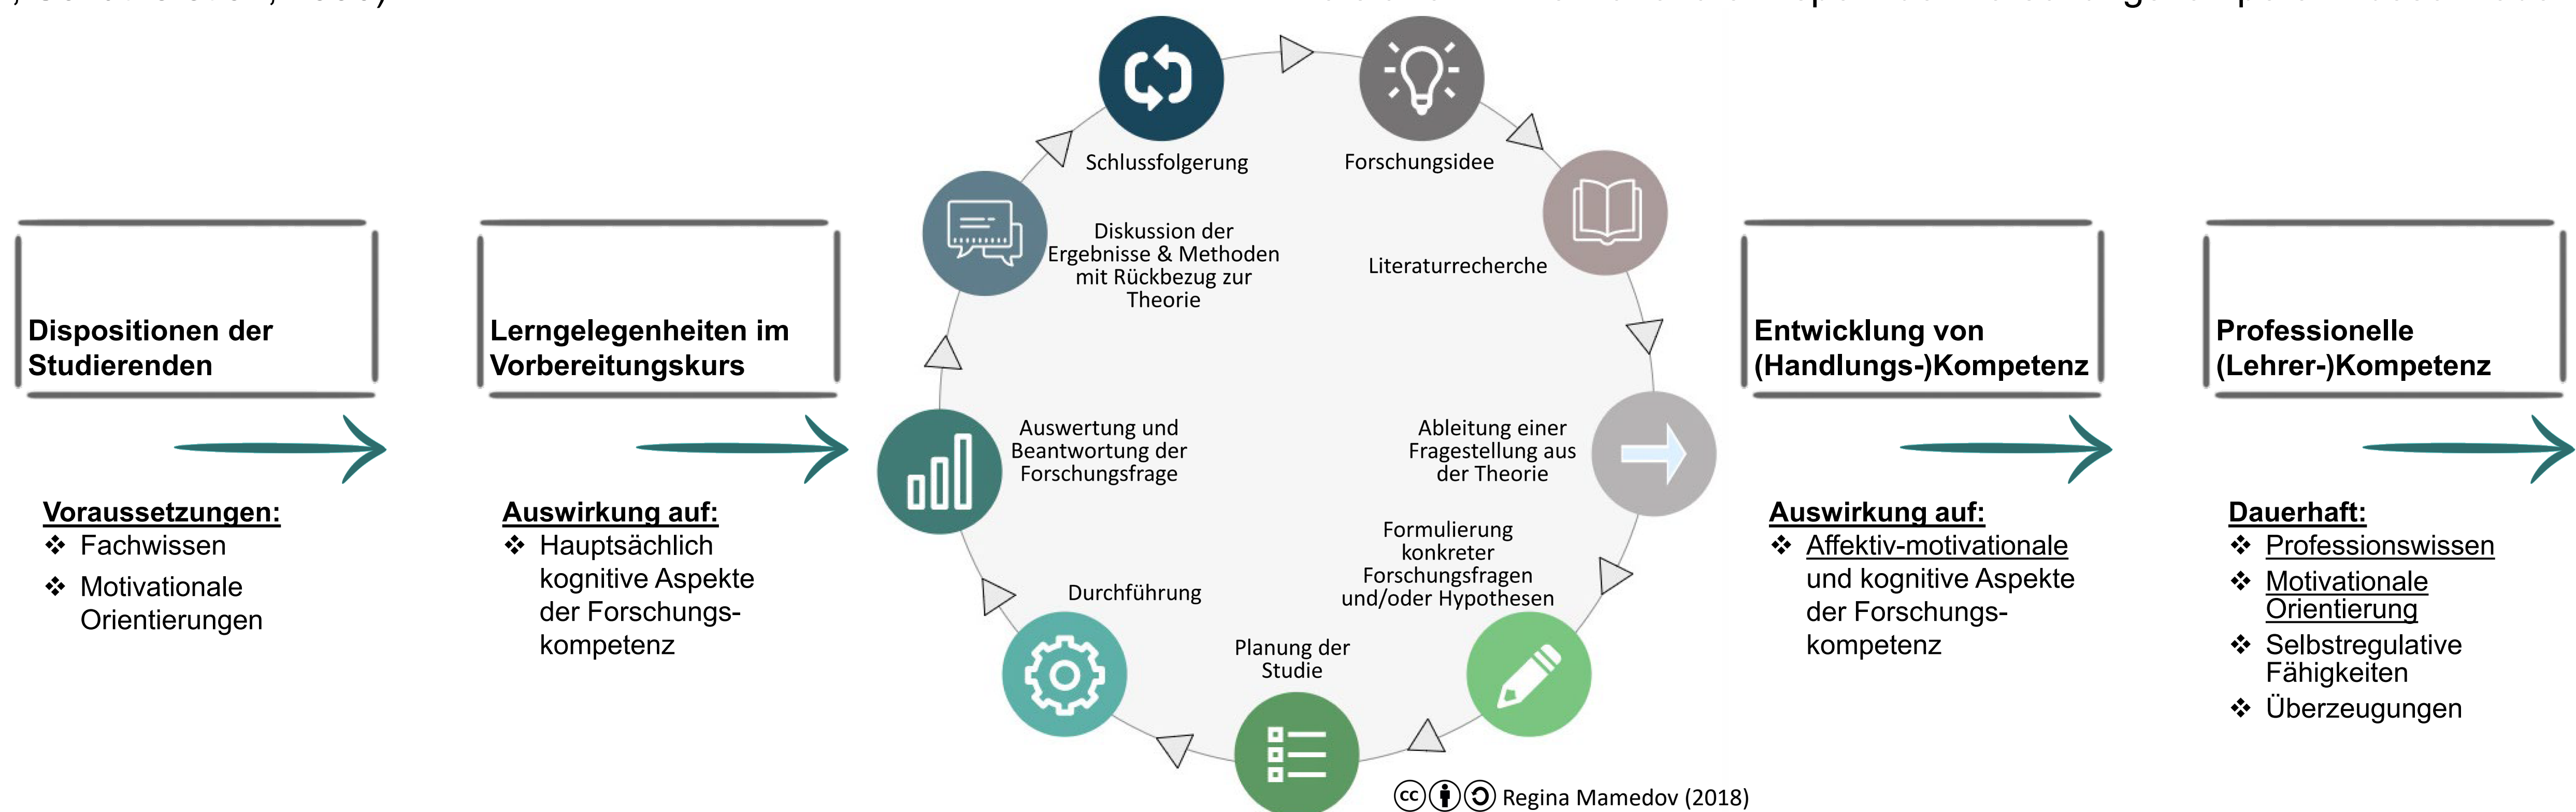 Dispositionen der
Studierenden
Voraussetzungen:
❖ Fachwissen
❖ Motivationale
Orientierungen
Lerngelegenheiten im
Vorbereitungskurs
Auswirkung auf:
❖ Hauptsächlich
kognitive Aspekte
der Forschungs-
kompetenz
Forschungsidee
Literaturrecherche
Ableitung einer
Fragestellung aus
der Theorie
Formulierung
konkreter
Forschungsfragen
und/oder Hypothesen
Planung der
Studie
Durchführung
Auswertung und
Beantwortung der
Forschungsfrage
Diskussion der
Ergebnisse & Methoden
mit Rückbezug zur
Theorie
Schlussfolgerung
cc Regina Mamedov (2018)
Entwicklung von
(Handlungs-)Kompetenz
Auswirkung auf:
❖ Affektiv-motivationale
und kognitive Aspekte
der Forschungs-
kompetenz
Professionelle
(Lehrer-)Kompetenz
Dauerhaft:
❖ Professionswissen
❖ Motivationale
Orientierung
❖ Selbstregulative
Fähigkeiten
❖ Überzeugungen